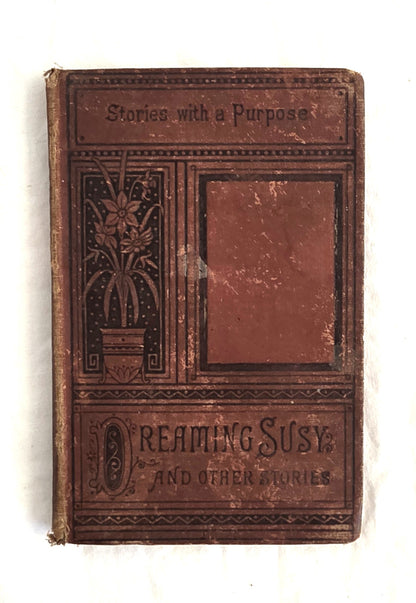 Stories with a Purpose
DREAMING SUSY
AND OTHER STORIES